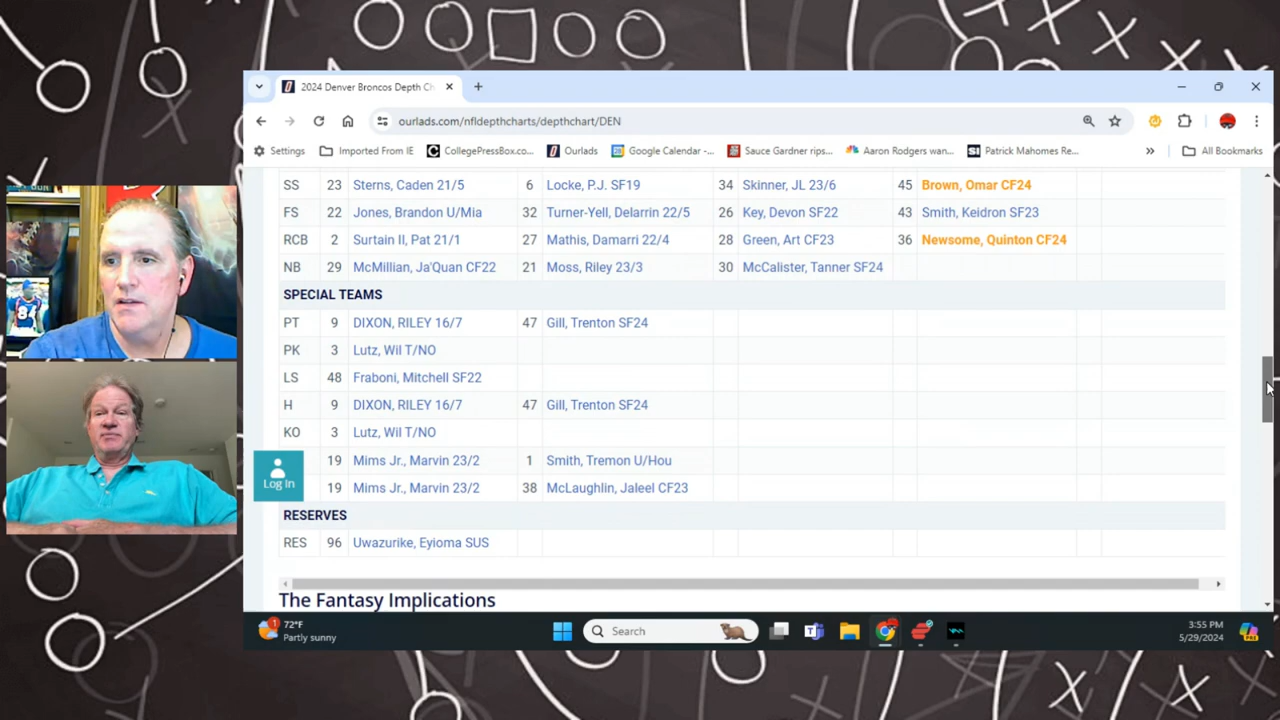 2024 Denver Broncos Depth Ch
ourlads.com/nfldepthcharts/depthchart/DEN
Settings Imported From IE CollegePressBox.co... Ourlads Google Calendar -... Sauce Gardner rips... Aaron Rodgers wan... SI Patrick Mahomes Re... » All Bookmarks
SS 23 Sterns, Caden 21/5 6 Locke, P.J. SF19 34 Skinner, JL 23/6 45 Brown, Omar CF24
FS 22 Jones, Brandon U/Mia 32 Turner-Yell, Delarrin 22/5 26 Key, Devon SF22 43 Smith, Keidron SF23
RCB 2 Surtain II, Pat 21/1 27 Mathis, Damarri 22/4 28 Green, Art CF23 36 Newsome, Quinton CF24
NB 29 McMillian, Ja'Quan CF22 21 Moss, Riley 23/3 30 McCalister, Tanner SF24
SPECIAL TEAMS
PT 9 DIXON, RILEY 16/7 47 Gill, Trenton SF24
PK 3 Lutz, Wil T/NO
LS 48 Fraboni, Mitchell SF22
H 9 DIXON, RILEY 16/7 47 Gill, Trenton SF24
KO 3 Lutz, Wil T/NO
19 Mims Jr., Marvin 23/2 1 Smith, Tremon U/Hou
Log In
19 Mims Jr., Marvin 23/2 38 McLaughlin, Jaleel CF23
RESERVES
RES 96 Uwazurike, Eyioma SUS
The Fantasy Implications
1 72°F
Partly sunny
Search
3:55 PM
5/29/2024
84